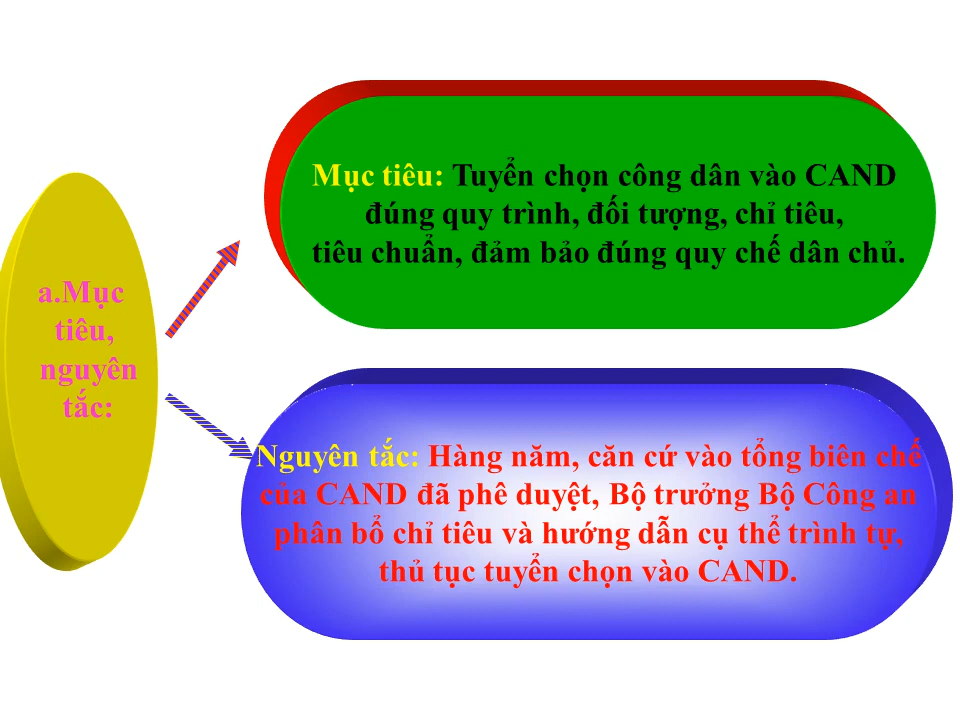 a.Mục
tiêu,
nguyên
tắc:
Mục tiêu: Tuyển chọn công dân vào CAND
đúng quy trình, đối tượng, chỉ tiêu,
tiêu chuẩn, đảm bảo đúng quy chế dân chủ.
Nguyên tắc: Hàng năm, căn cứ vào tổng biên chế
của CAND đã phê duyệt, Bộ trưởng Bộ Công an
phân bổ chỉ tiêu và hướng dẫn cụ thể trình tự,
thủ tục tuyển chọn vào CAND.